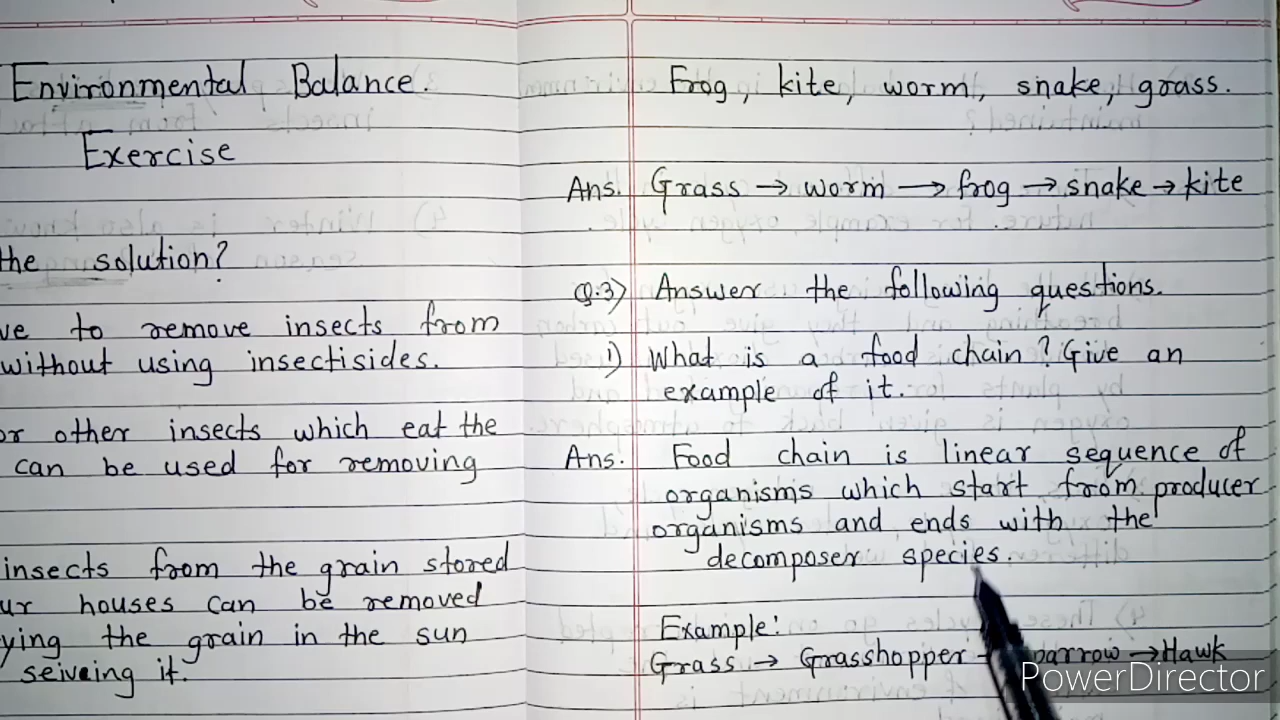 Environmental Balance.
Exercise
the solution?
ve to remove insects from
without using insectisides.
or other insects which eat the
can be used for removing
insects from the grain stored
ur houses can be removed
ying the grain in the sun
seiveing it.
Frog, kite, worm, snake, grass.
Ans. Grass → worm → frog → snake → kite
Q.3) Answer the following questions.
1) What is a food chain? Give an
example of it.
Ans. Food chain is linear sequence of
organisms which start from producer
organisms and ends with the
decomposer species.
Example:
Grass → Grasshopper → parrow → Hawk
PowerDirector